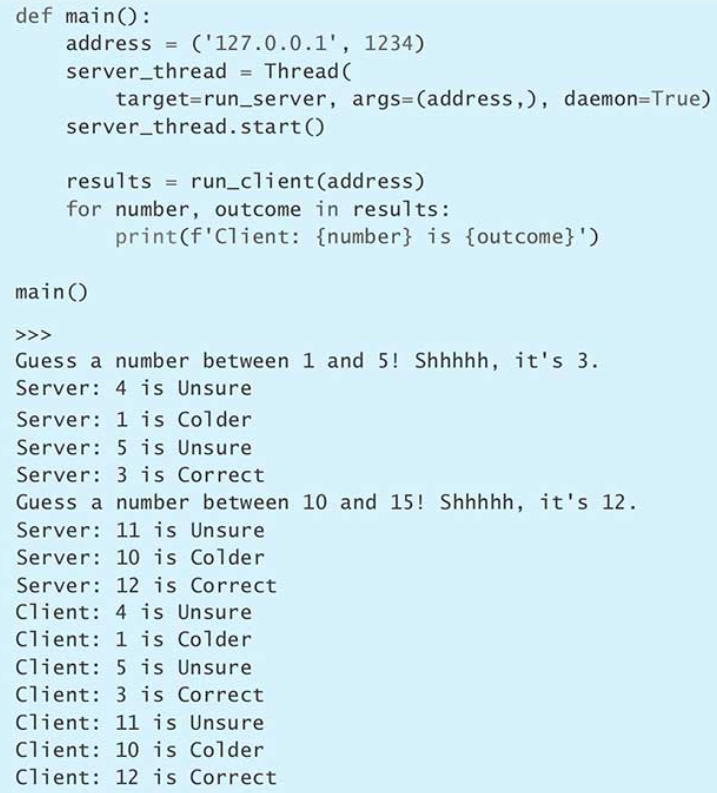 def main():
    address = ('127.0.0.1', 1234)
    server_thread = Thread(
        target=run_server, args=(address,), daemon=True)
    server_thread.start()

    results = run_client(address)
    for number, outcome in results:
        print(f'Client: {number} is {outcome}')

main()

>>>
Guess a number between 1 and 5! Shhhhh, it's 3.
Server: 4 is Unsure
Server: 1 is Colder
Server: 5 is Unsure
Server: 3 is Correct
Guess a number between 10 and 15! Shhhhh, it's 12.
Server: 11 is Unsure
Server: 10 is Colder
Server: 12 is Correct
Client: 4 is Unsure
Client: 1 is Colder
Client: 5 is Unsure
Client: 3 is Correct
Client: 11 is Unsure
Client: 10 is Colder
Client: 12 is Correct